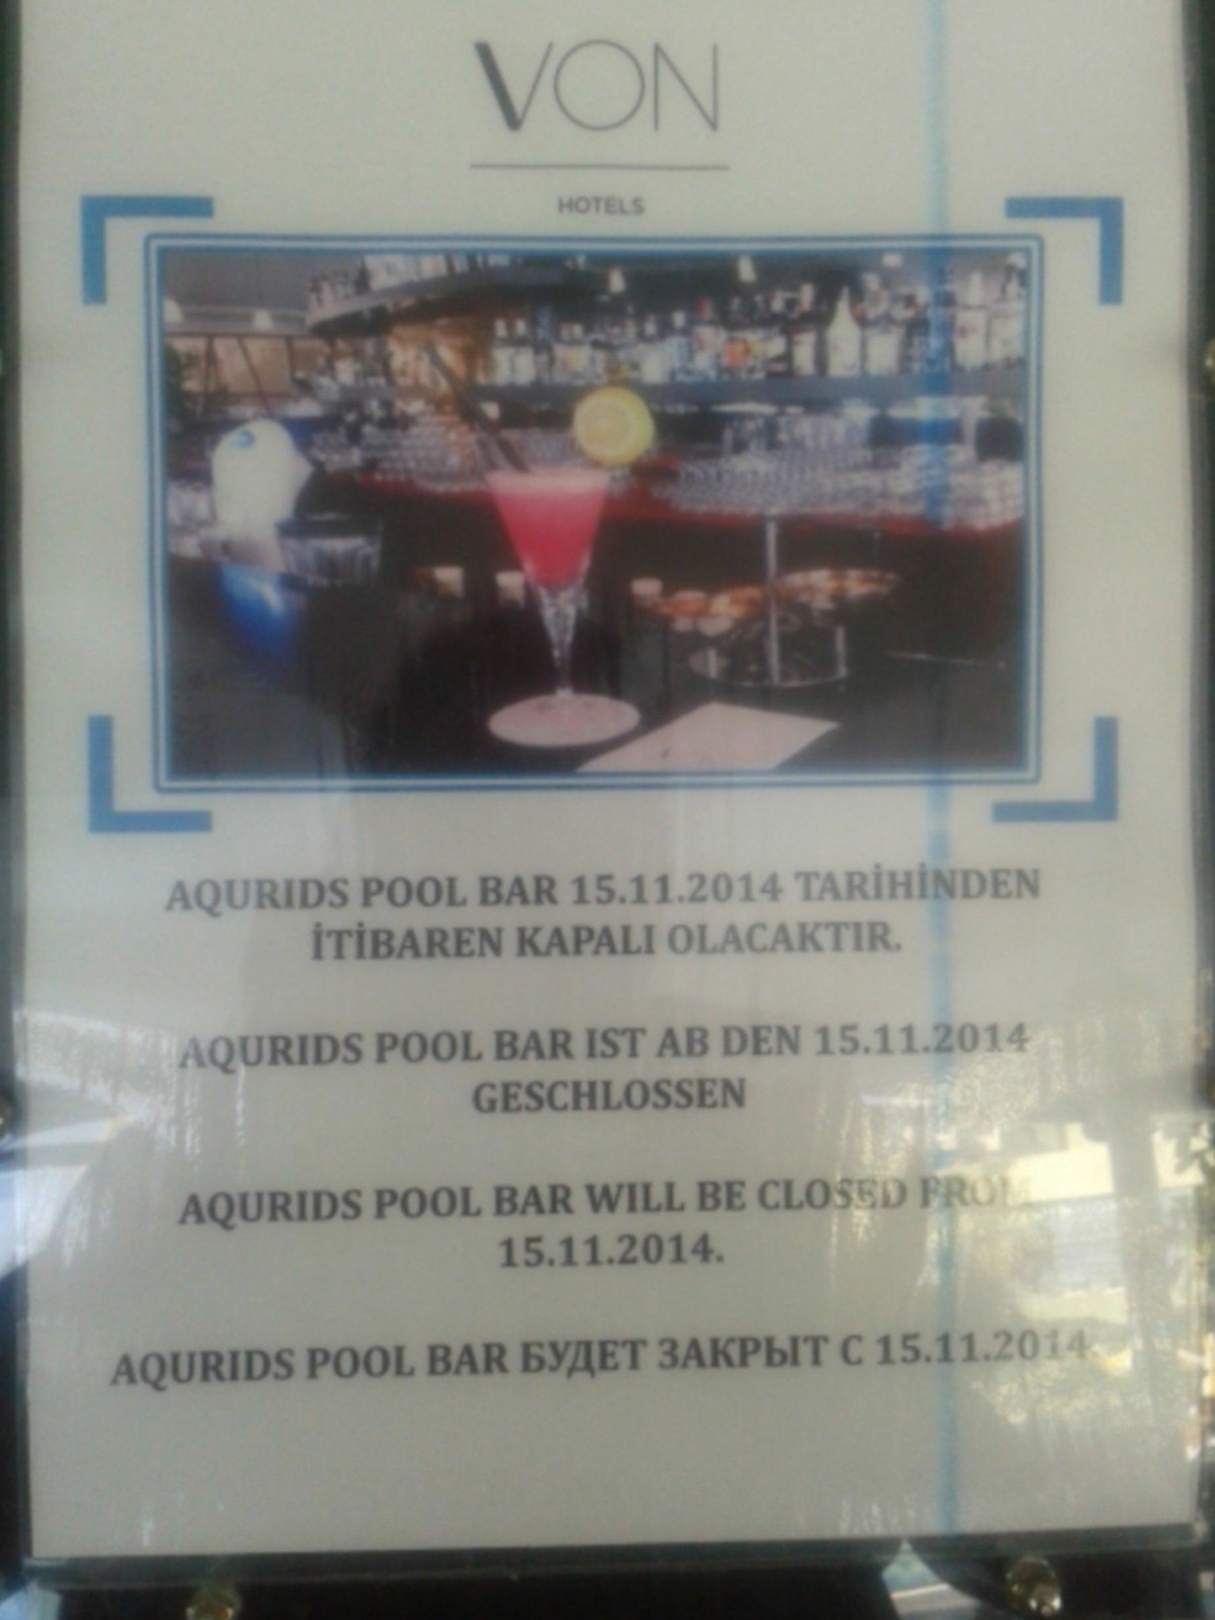 VON
HOTELS
AQURIDS POOL BAR 15.11.2014 TARİHİNDEN
İTİBAREN KAPALI OLACAKTIR.
AQURIDS POOL BAR IST AB DEN 15.11.2014
GESCHLOSSEN
AQURIDS POOL BAR WILL BE CLOSED FROM
15.11.2014.
AQURIDS POOL BAR БУДЕТ ЗАКРЫТ С 15.11.2014